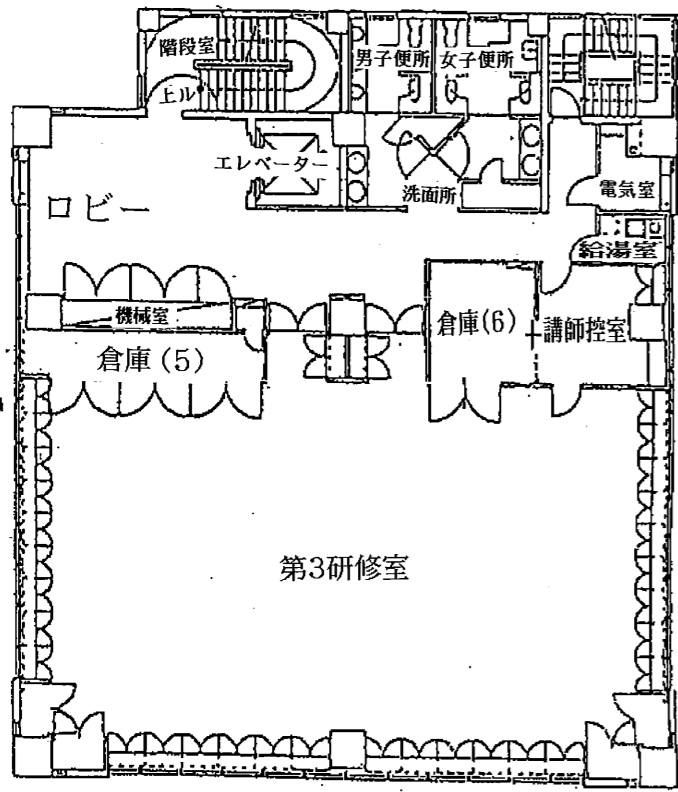 階段室
男子便所
女子便所
上ル
エレベーター
洗面所
電気室
ロビー
給湯室
機械室
倉庫(6)
講師控室
倉庫(5)
第3研修室